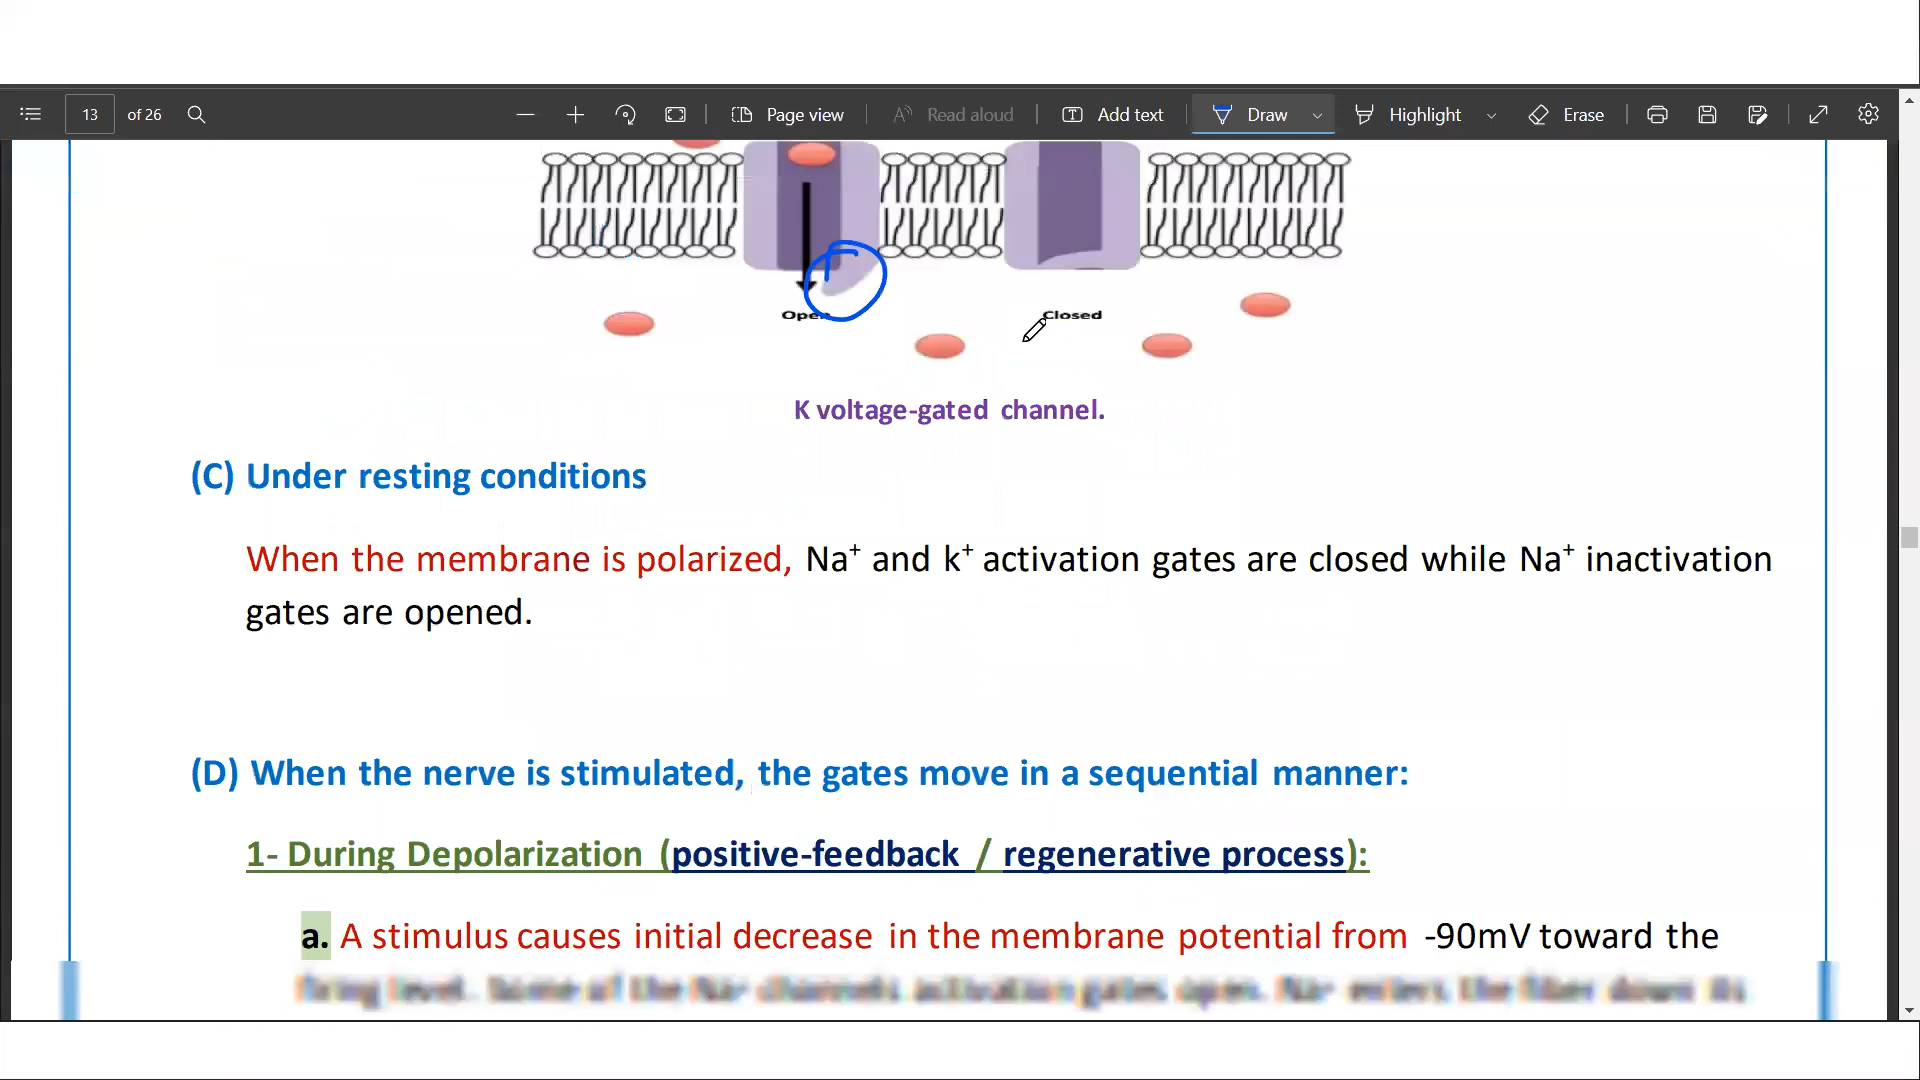 13 of 26 Page view Read aloud Add text Draw Highlight Erase
Open Closed
K voltage-gated channel.
(C) Under resting conditions
When the membrane is polarized, Na+ and k+ activation gates are closed while Na+ inactivation
gates are opened.
(D) When the nerve is stimulated, the gates move in a sequential manner:
1- During Depolarization (positive-feedback / regenerative process):
a. A stimulus causes initial decrease in the membrane potential from -90mV toward the